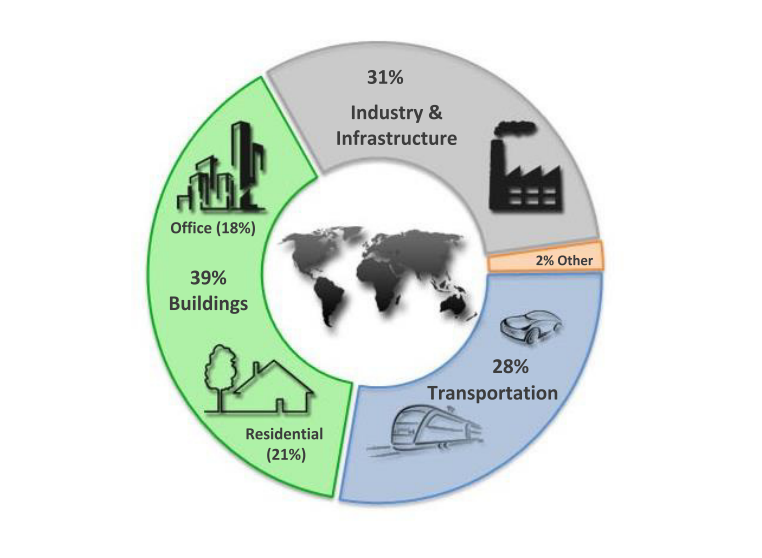 31%
Industry &
Infrastructure
Office (18%)
39%
Buildings
2% Other
28%
Transportation
Residential
(21%)